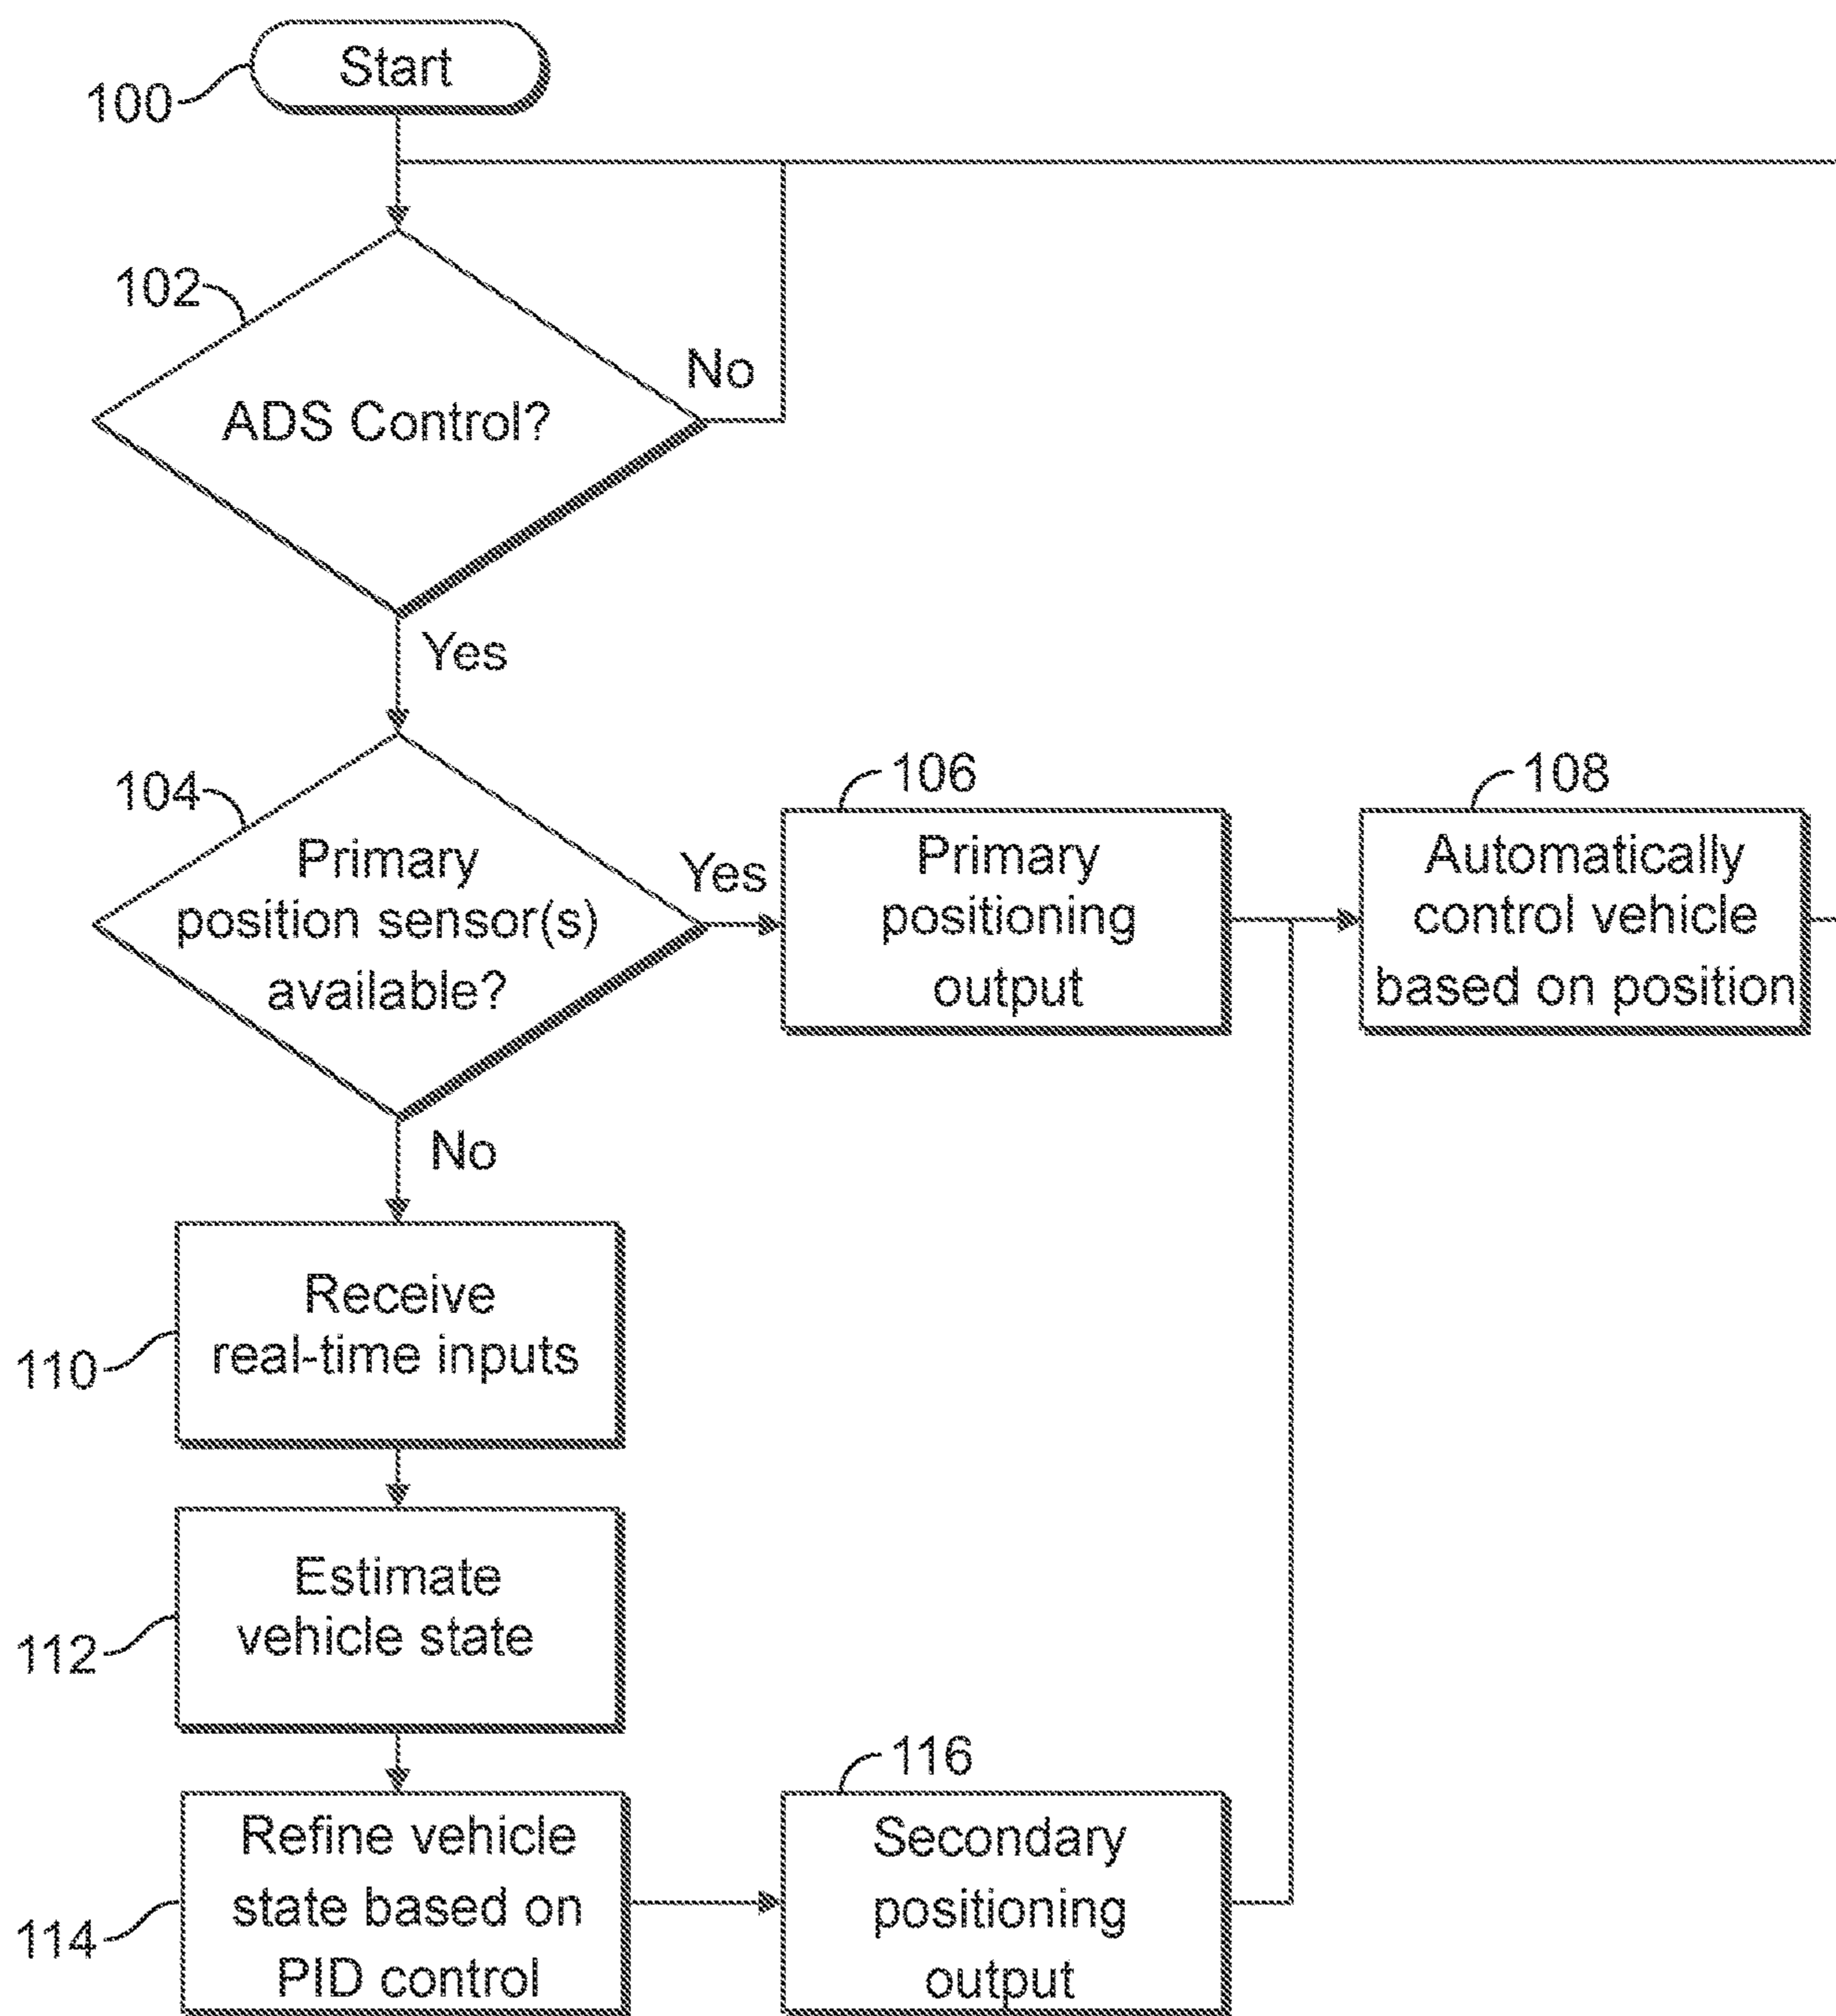 Start
100
102
ADS Control?
No
Yes
104
Primary
position sensor(s)
available?
Yes
106
Primary
positioning
output
108
Automatically
control vehicle
based on position
No
110
Receive
real-time inputs
112
Estimate
vehicle state
114
Refine vehicle
state based on
PID control
116
Secondary
positioning
output